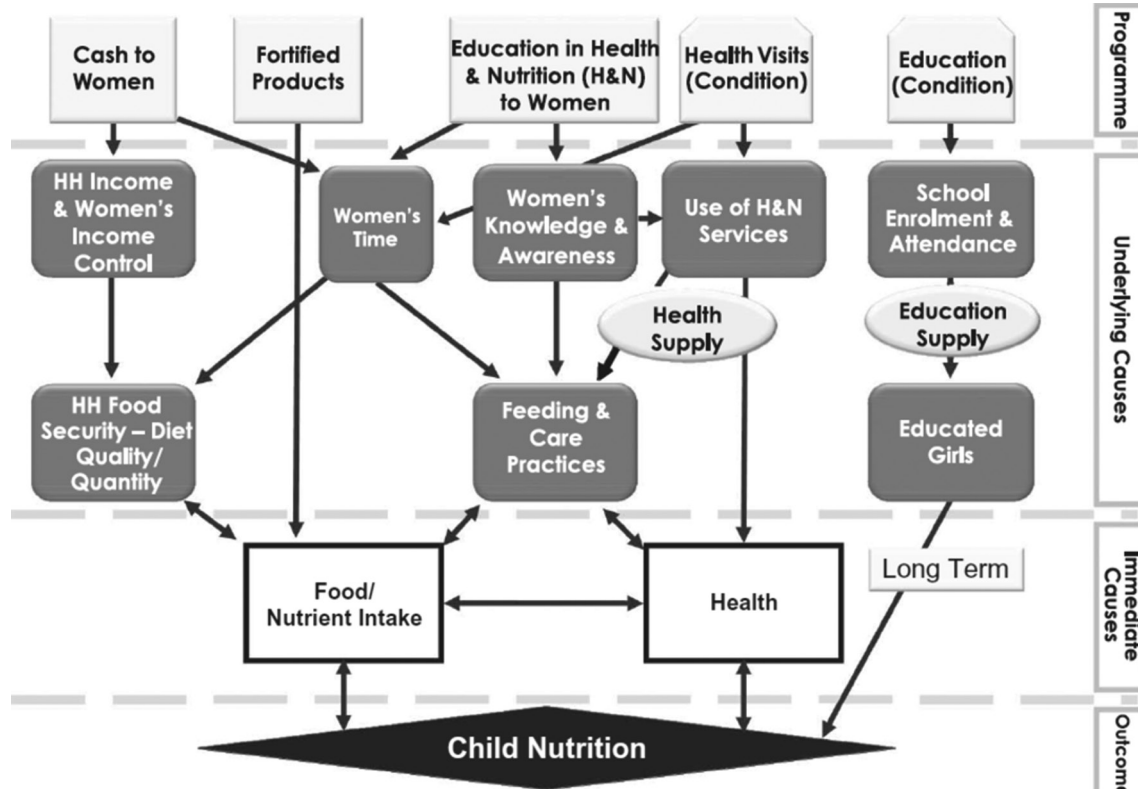 Cash to
Women
Fortified
Products
Education in Health
& Nutrition (H&N)
to Women
Health Visits
(Condition)
Education
(Condition)
Programme
HH Income
& Women's
Income
Control
Women's
Time
Women's
Knowledge &
Awareness
Use of H&N
Services
School
Enrolment &
Attendance
Health
Supply
Education
Supply
Underlying Causes
HH Food
Security – Diet
Quality/
Quantity
Feeding &
Care
Practices
Educated
Girls
Food/
Nutrient Intake
Health
Long Term
Immediate
Causes
Child Nutrition
Outcome